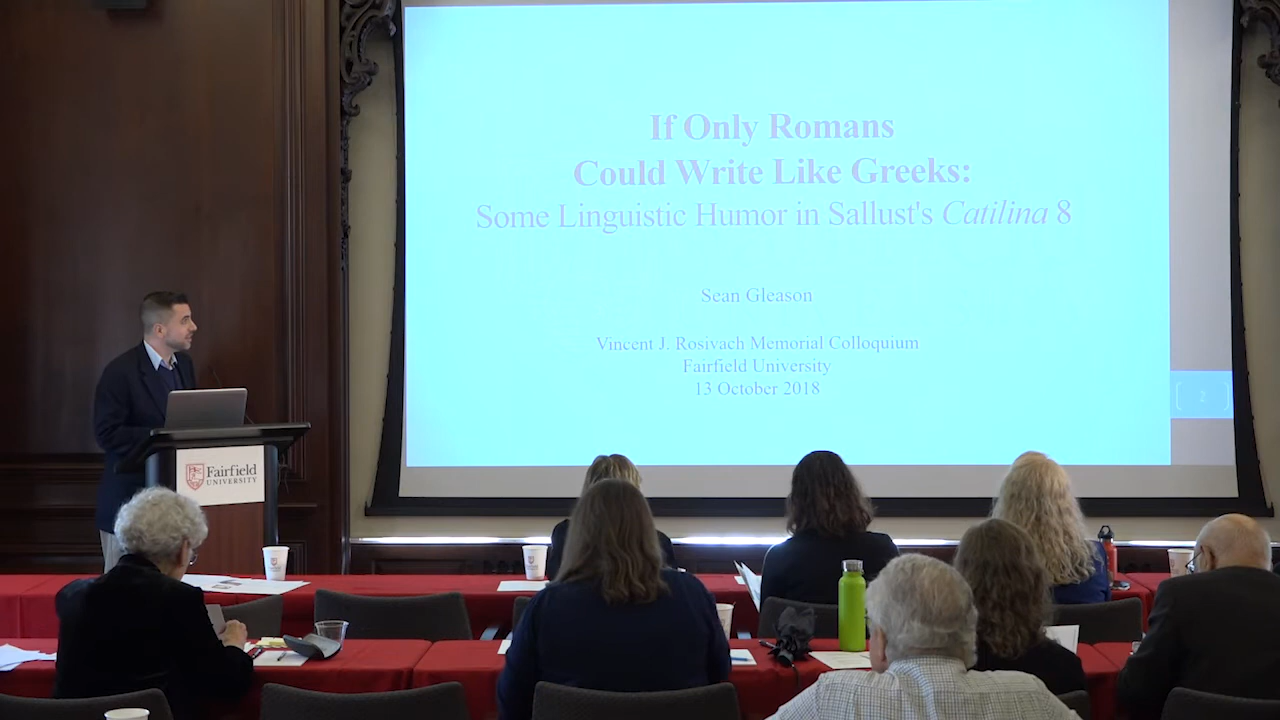 If Only Romans
Could Write Like Greeks:
Some Linguistic Humor in Sallust's Catilina 8
Sean Gleason
Vincent J. Rosivach Memorial Colloquium
Fairfield University
13 October 2018
2
Fairfield
UNIVERSITY